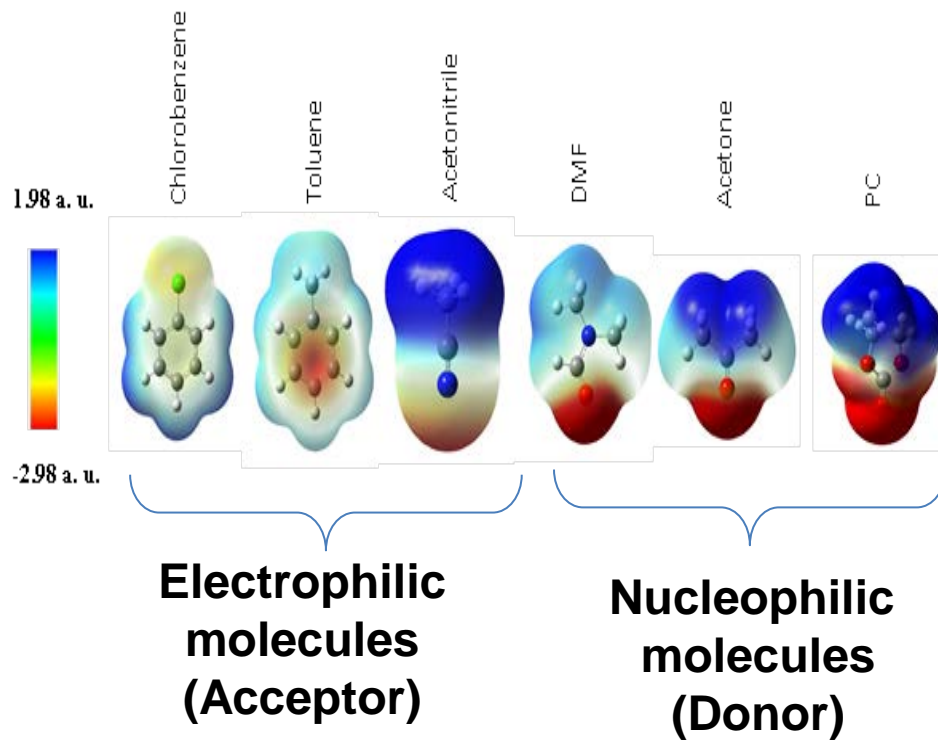 Chlorobenzene
Toluene
Acetonitrile
DMF
Acetone
PC
1.98 a. u.
-2.98 a. u.
Electrophilic
molecules
(Acceptor)
Nucleophilic
molecules
(Donor)